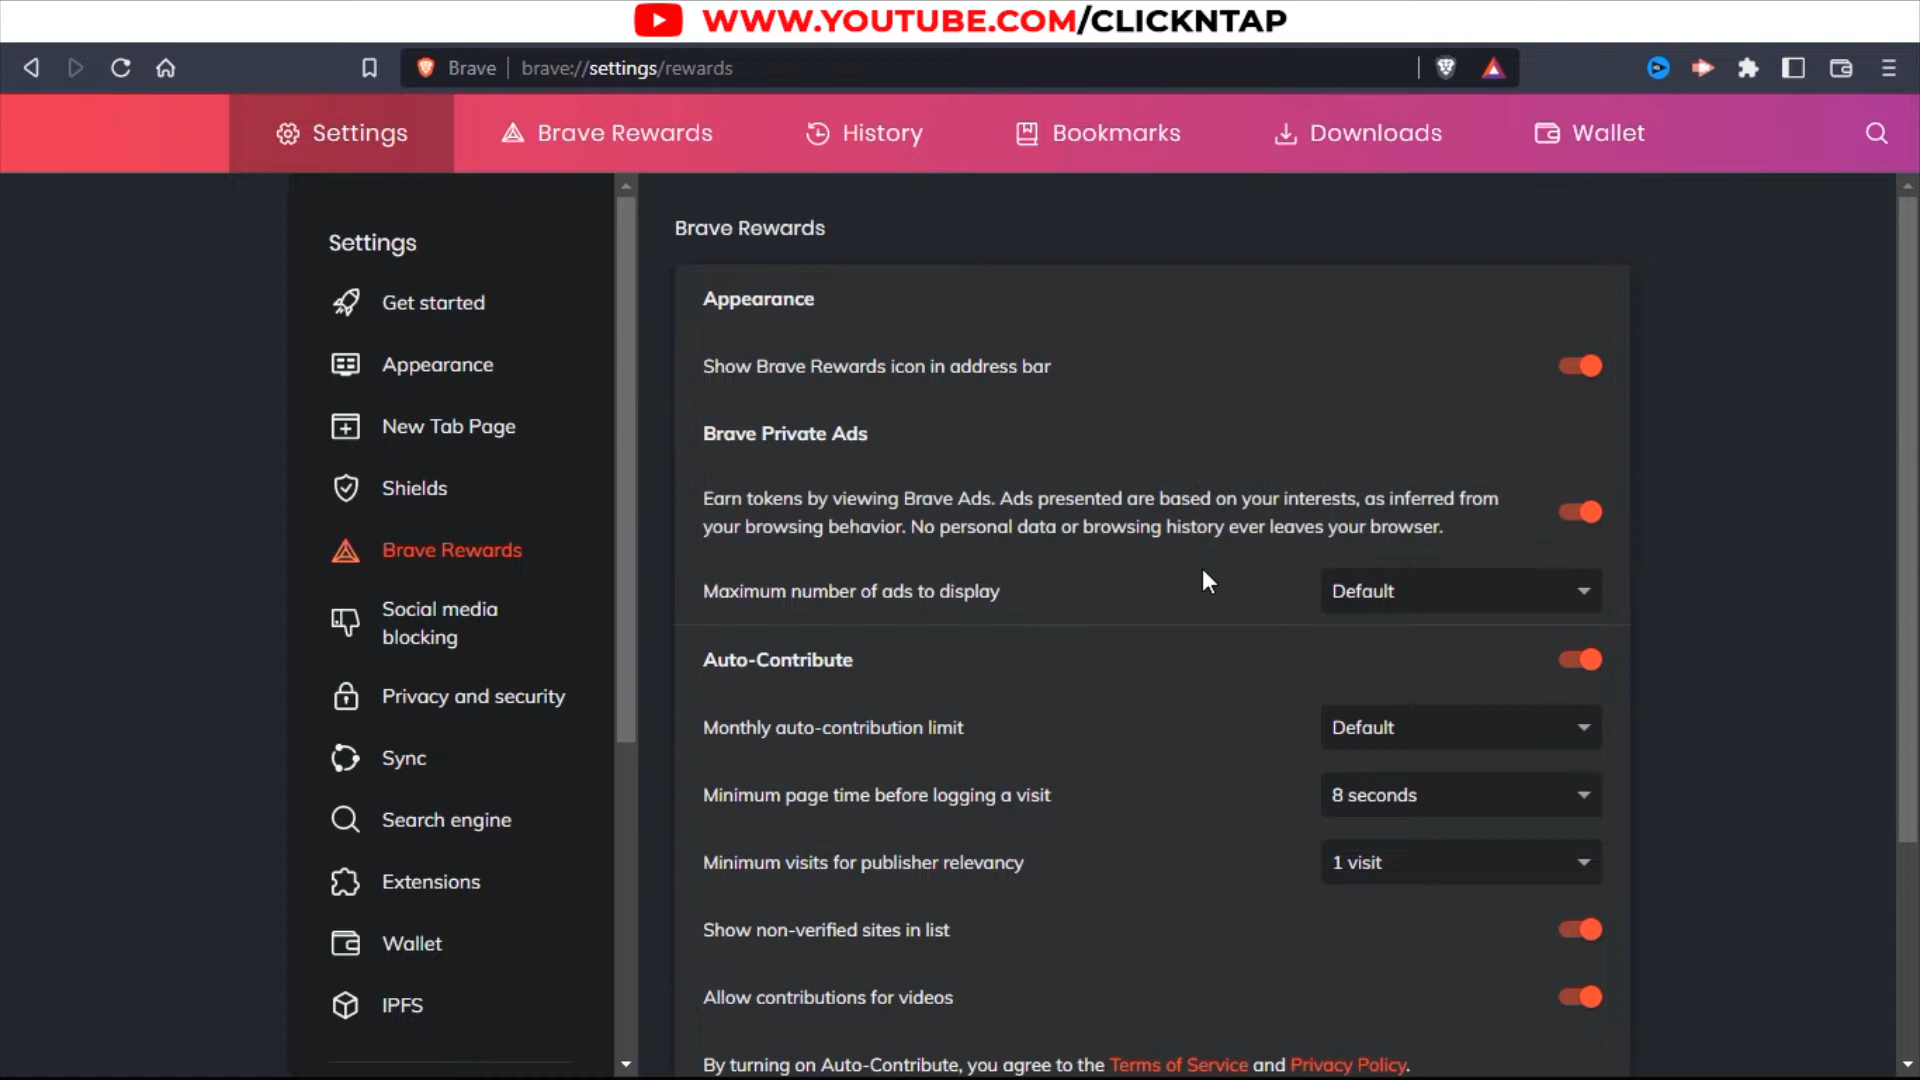 WWW.YOUTUBE.COM/CLICKNTAP
Brave brave://settings/rewards
Settings Brave Rewards History Bookmarks Downloads Wallet
Settings
Get started
Appearance
New Tab Page
Shields
Brave Rewards
Social media
blocking
Privacy and security
Sync
Search engine
Extensions
Wallet
IPFS
Brave Rewards
Appearance
Show Brave Rewards icon in address bar
Brave Private Ads
Earn tokens by viewing Brave Ads. Ads presented are based on your interests, as inferred from
your browsing behavior. No personal data or browsing history ever leaves your browser.
Maximum number of ads to display Default
Auto-Contribute
Monthly auto-contribution limit Default
Minimum page time before logging a visit 8 seconds
Minimum visits for publisher relevancy 1 visit
Show non-verified sites in list
Allow contributions for videos
By turning on Auto-Contribute, you agree to the Terms of Service and Privacy Policy.